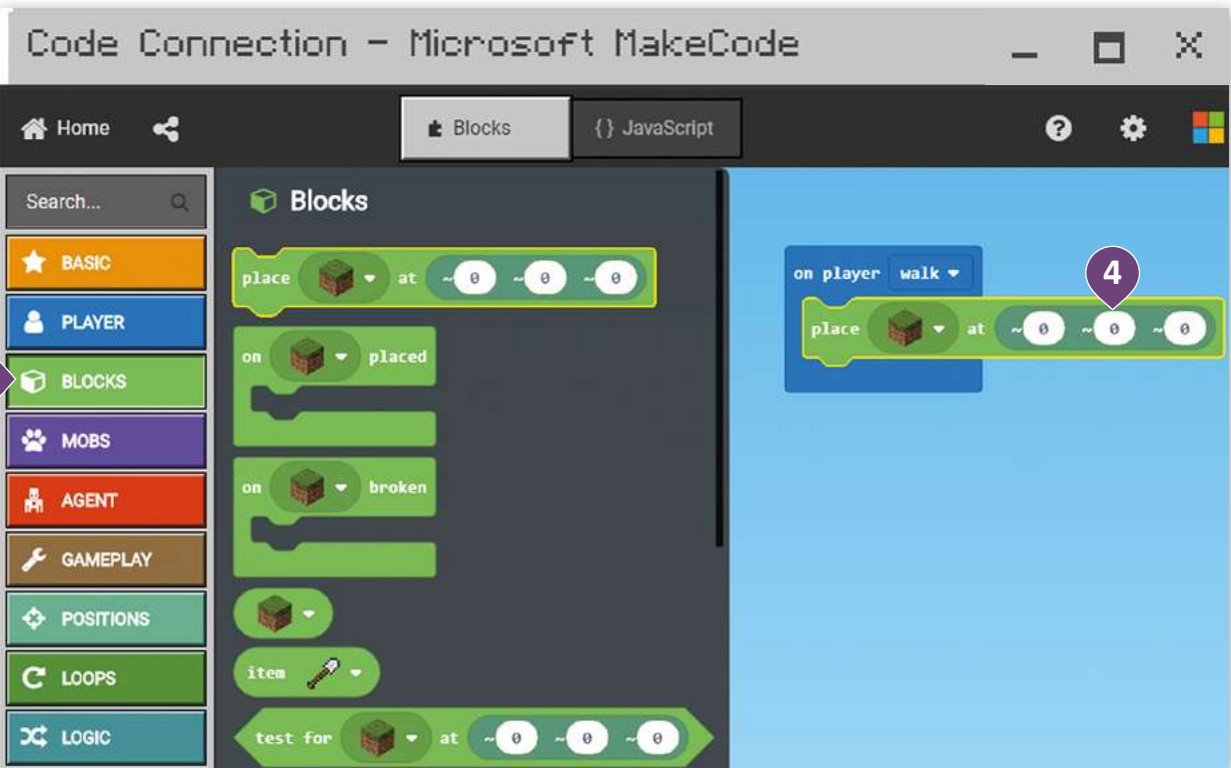 Code Connection – Microsoft MakeCode
Home
Blocks
{} JavaScript
Search...
Blocks
BASIC
PLAYER
BLOCKS
MOBS
AGENT
GAMEPLAY
POSITIONS
LOOPS
LOGIC
place at ~0 ~0 ~0
on placed
on broken
item
test for at ~0 ~0 ~0
on player walk
4
place at ~0 ~0 ~0